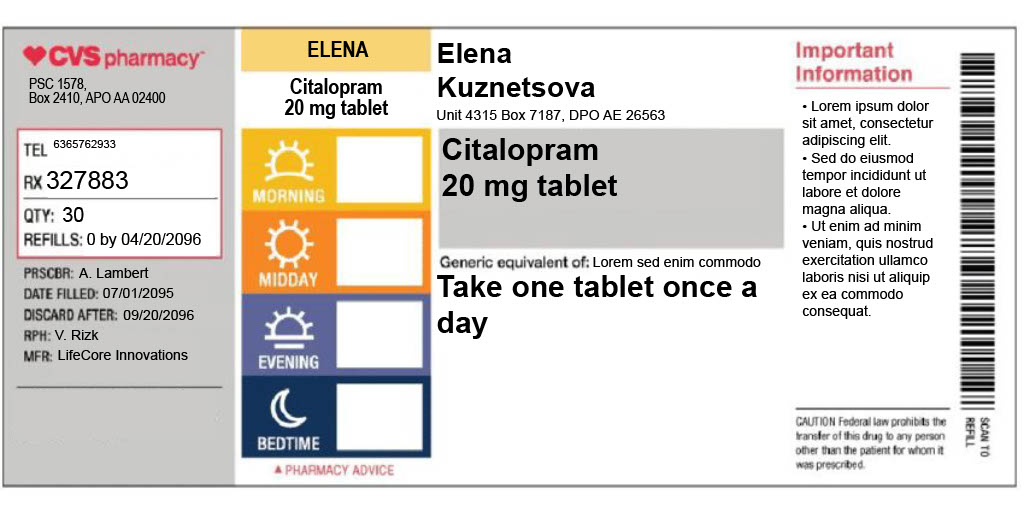 CVS pharmacy
PSC 1578,
Box 2410, APO AA 02400
TEL 6365762933
RX 327883
QTY: 30
REFILLS: 0 by 04/20/2096
PRSCBR: A. Lambert
DATE FILLED: 07/01/2095
DISCARD AFTER: 09/20/2096
RPH: V. Rizk
MFR: LifeCore Innovations
ELENA
Citalopram
20 mg tablet
MORNING
MIDDAY
EVENING
BEDTIME
▲ PHARMACY ADVICE
Elena
Kuznetsova
Unit 4315 Box 7187, DPO AE 26563
Citalopram
20 mg tablet
Generic equivalent of: Lorem sed enim commodo
Take one tablet once a
day
Important
Information
• Lorem ipsum dolor
sit amet, consectetur
adipiscing elit.
• Sed do eiusmod
tempor incididunt ut
labore et dolore
magna aliqua.
• Ut enim ad minim
veniam, quis nostrud
exercitation ullamco
laboris nisi ut aliquip
ex ea commodo
consequat.
CAUTION Federal law prohibits the
transfer of this drug to any person
other than the patient for whom it
was prescribed.
SCAN TO
REFILL